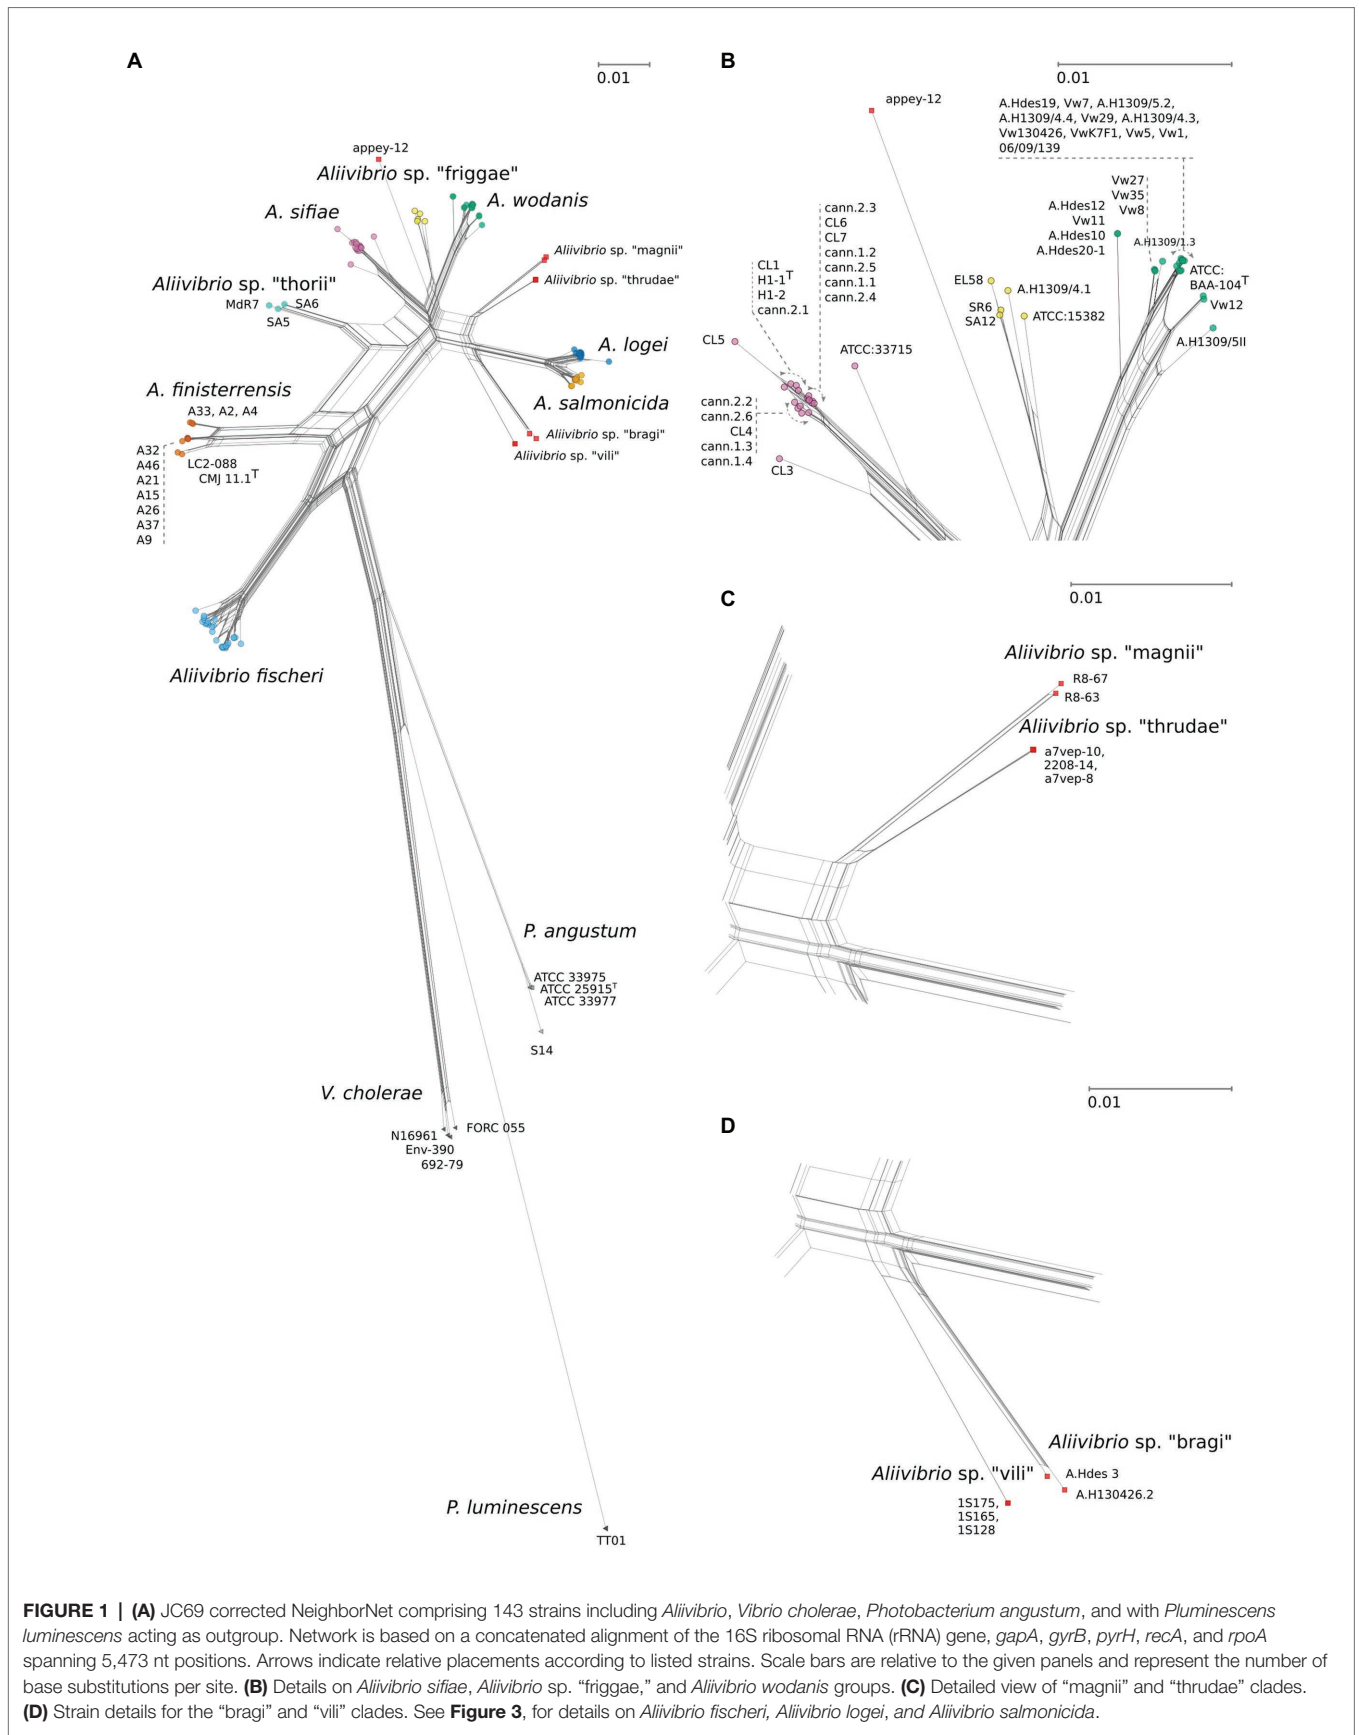 A
0.01
appey-12
Aliivibrio sp. "friggae"
A. sifiae
A. wodanis
Aliivibrio sp. "magnii"
Aliivibrio sp. "thrudae"
Aliivibrio sp. "thorii"
MdR7
SA6
SA5
A. logei
A. finisterrensis
A. salmonicida
A33, A2, A4
Aliivibrio sp. "bragi"
Aliivibrio sp. "vili"
A32
A46
A21
A15
A26
A37
A9
LC2-088
CMJ 11.1T
Aliivibrio fischeri
P. angustum
ATCC 33975
ATCC 25915T
ATCC 33977
S14
V. cholerae
N16961
FORC 055
Env-390
692-79
P. luminescens
TT01
B
0.01
appey-12
A.Hdes19, Vw7, A.H1309/5.2,
A.H1309/4.4, Vw29, A.H1309/4.3,
Vw130426, VwK7F1, Vw5, Vw1,
06/09/139
Vw27
Vw35
Vw8
A.Hdes12
Vw11
A.Hdes10
A.Hdes20-1
A.H1309/1.3
cann.2.3
CL6
CL7
cann.1.2
cann.2.5
cann.1.1
cann.2.4
CL1
H1-1T
H1-2
cann.2.1
EL58
A.H1309/4.1
SR6
SA12
ATCC:15382
ATCC:
BAA-104T
Vw12
A.H1309/5II
CL5
ATCC:33715
cann.2.2
cann.2.6
CL4
cann.1.3
cann.1.4
CL3
C
0.01
Aliivibrio sp. "magnii"
R8-67
R8-63
Aliivibrio sp. "thrudae"
a7vep-10,
2208-14,
a7vep-8
D
0.01
Aliivibrio sp. "bragi"
Aliivibrio sp. "vili"
A.Hdes 3
A.H130426.2
1S175,
1S165,
1S128
FIGURE 1 | (A) JC69 corrected NeighborNet comprising 143 strains including Aliivibrio, Vibrio cholerae, Photobacterium angustum, and with Pluminescens
luminescens acting as outgroup. Network is based on a concatenated alignment of the 16S ribosomal RNA (rRNA) gene, gapA, gyrB, pyrH, recA, and rpoA
spanning 5,473 nt positions. Arrows indicate relative placements according to listed strains. Scale bars are relative to the given panels and represent the number of
base substitutions per site. (B) Details on Aliivibrio sifiae, Aliivibrio sp. “friggae,” and Aliivibrio wodanis groups. (C) Detailed view of “magnii” and “thrudae” clades.
(D) Strain details for the “bragi” and “vili” clades. See Figure 3, for details on Aliivibrio fischeri, Aliivibrio logei, and Aliivibrio salmonicida.